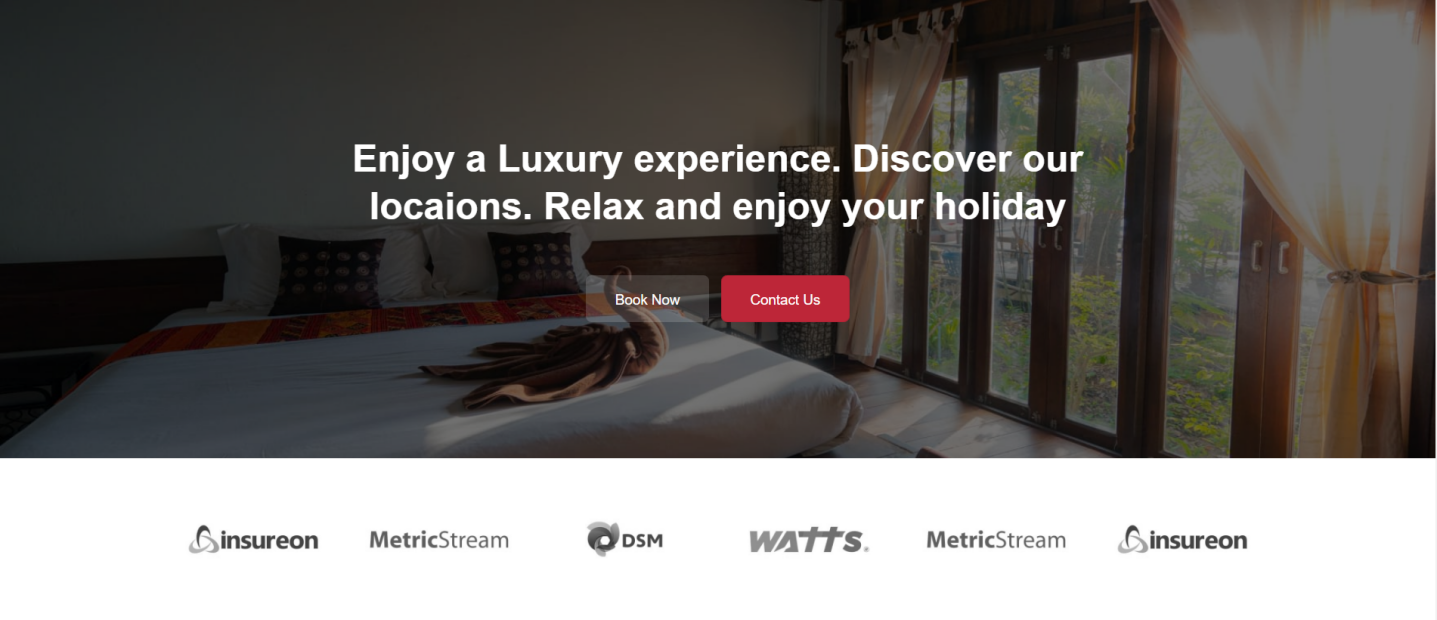 Enjoy a Luxury experience. Discover our
locaions. Relax and enjoy your holiday
Book Now
Contact Us
insureon
MetricStream
DSM
WATTS
MetricStream
insureon